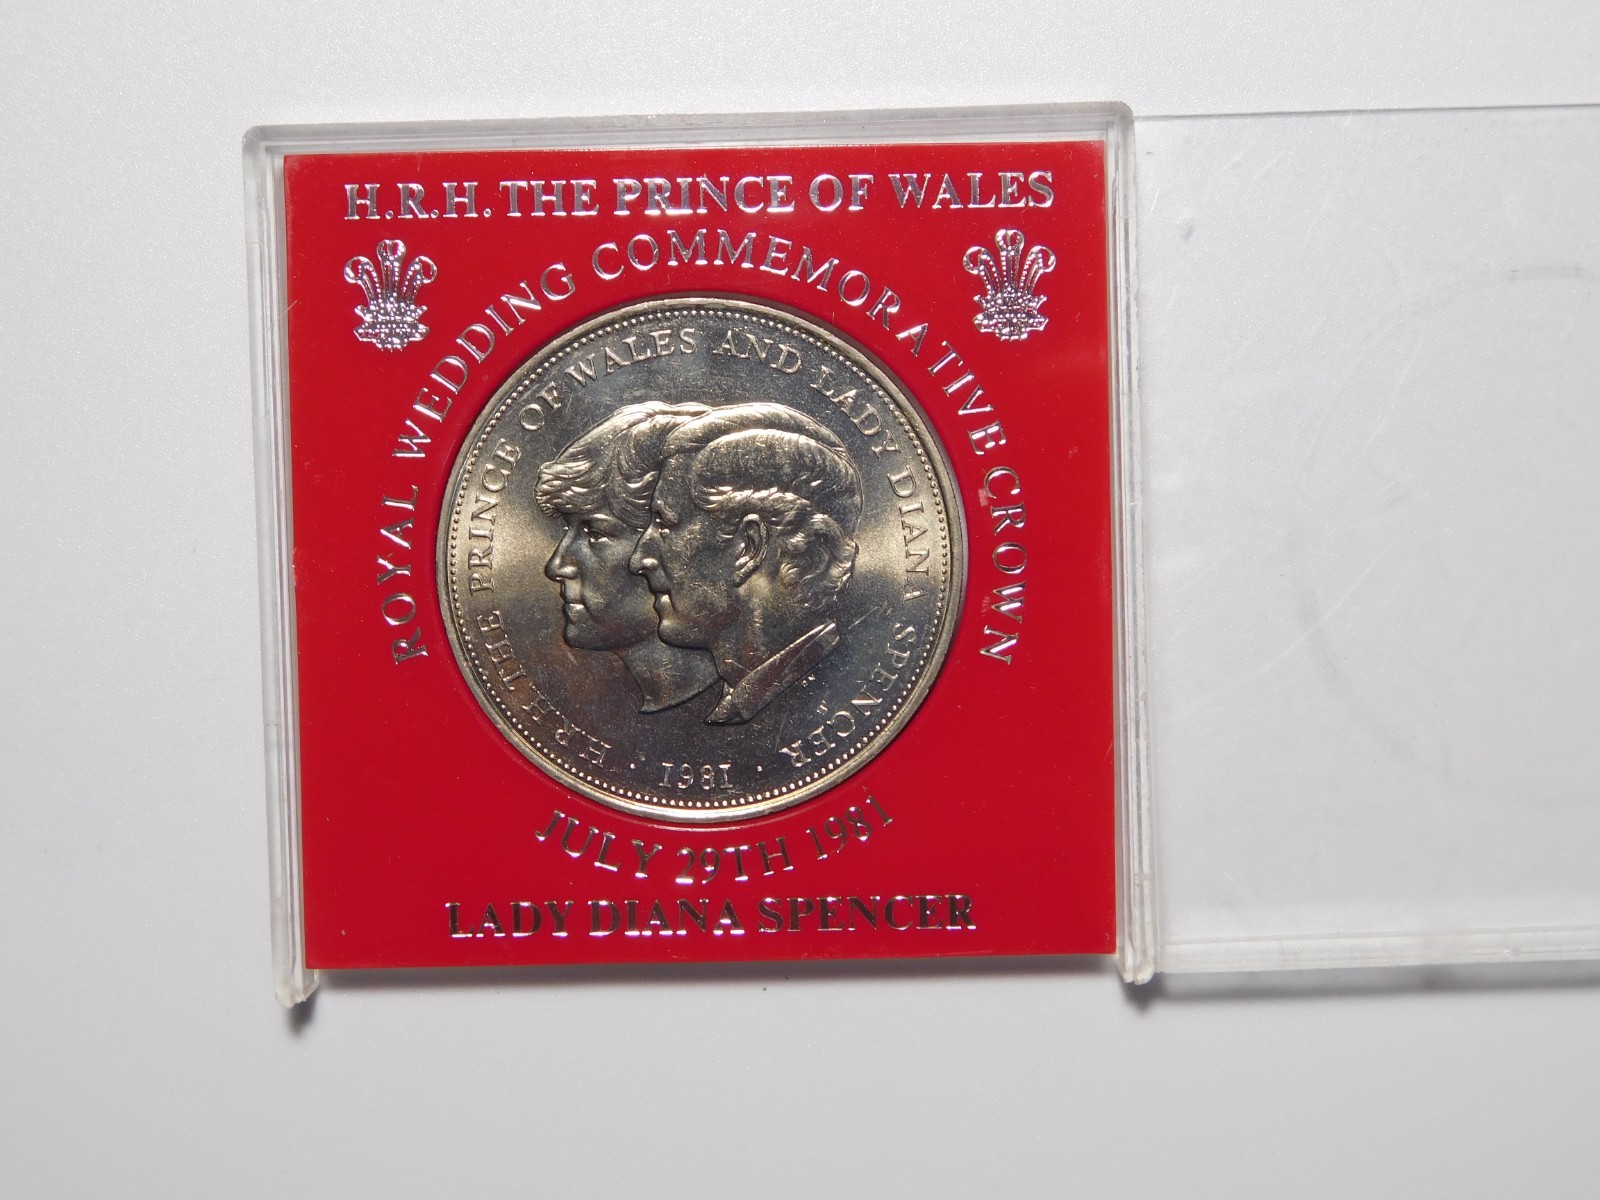 H.R.H. THE PRINCE OF WALES
ROYAL WEDDING COMMEMORATIVE CROWN
H.R.H. THE PRINCE OF WALES AND LADY DIANA SPENCER
· 1981 ·
JULY 29TH 1981
LADY DIANA SPENCER